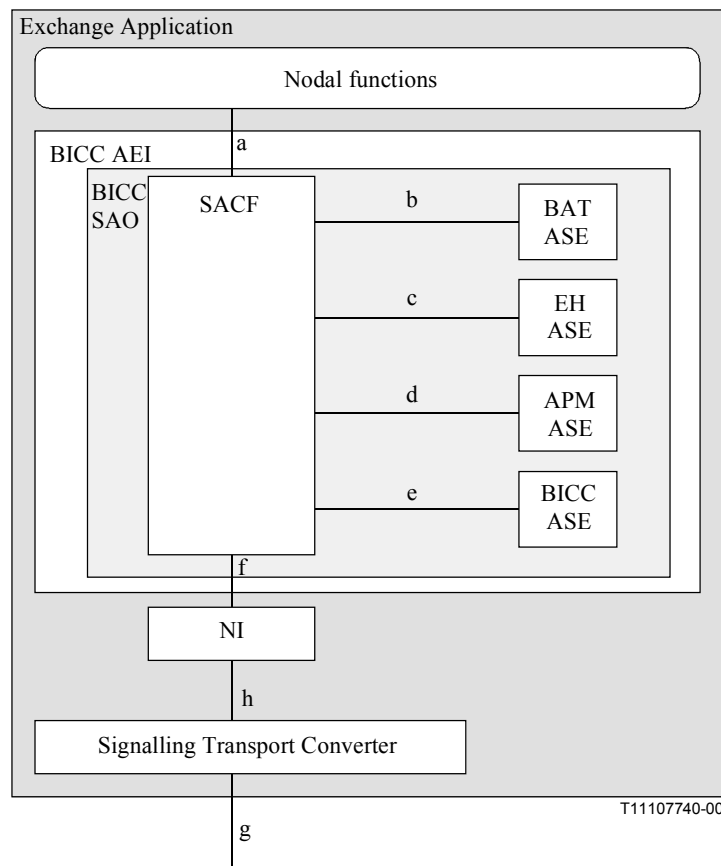 Exchange Application
Nodal functions
a
BICC AEI
BICC
SAO
SACF
b
BAT
ASE
c
EH
ASE
d
APM
ASE
e
BICC
ASE
f
NI
h
Signalling Transport Converter
T11107740-00
g